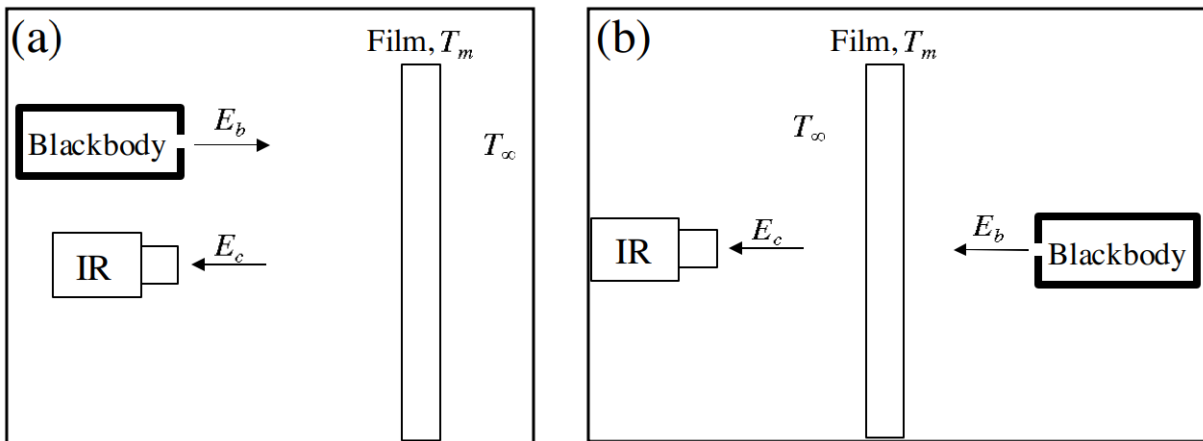 (a)
Film, T_m
Blackbody
E_b
T_∞
IR
E_c
(b)
Film, T_m
T_∞
IR
E_c
E_b
Blackbody